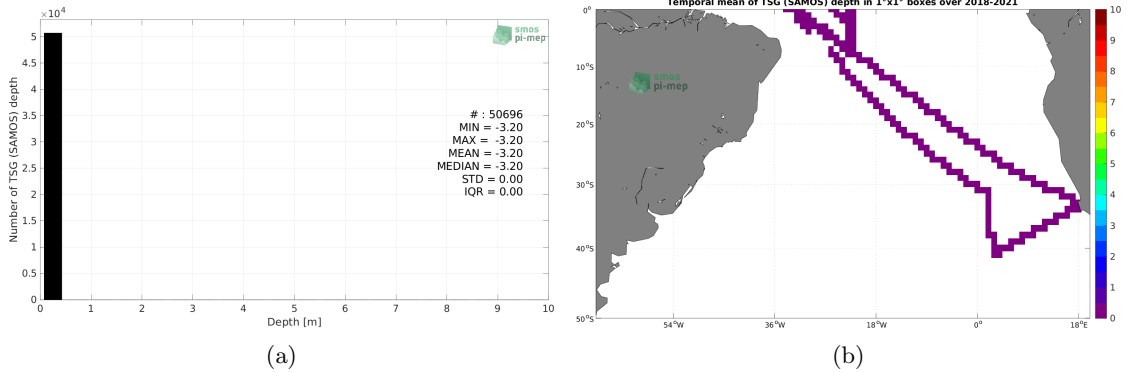 ×10⁴
5
4.5
4
3.5
3
2.5
2
1.5
1
0.5
0
Number of TSG (SAMOS) depth
smos
pi-mep
# : 50696
MIN = -3.20
MAX = -3.20
MEAN = -3.20
MEDIAN = -3.20
STD = 0.00
IQR = 0.00
0 1 2 3 4 5 6 7 8 9 10
Depth [m]
(a)
Temporal mean of TSG (SAMOS) depth in 1°x1° boxes over 2018-2021
0°
10°S
20°S
30°S
40°S
50°S
smos
pi-mep
54°W 36°W 18°W 0° 18°E
10
9
8
7
6
5
4
3
2
1
0
(b)